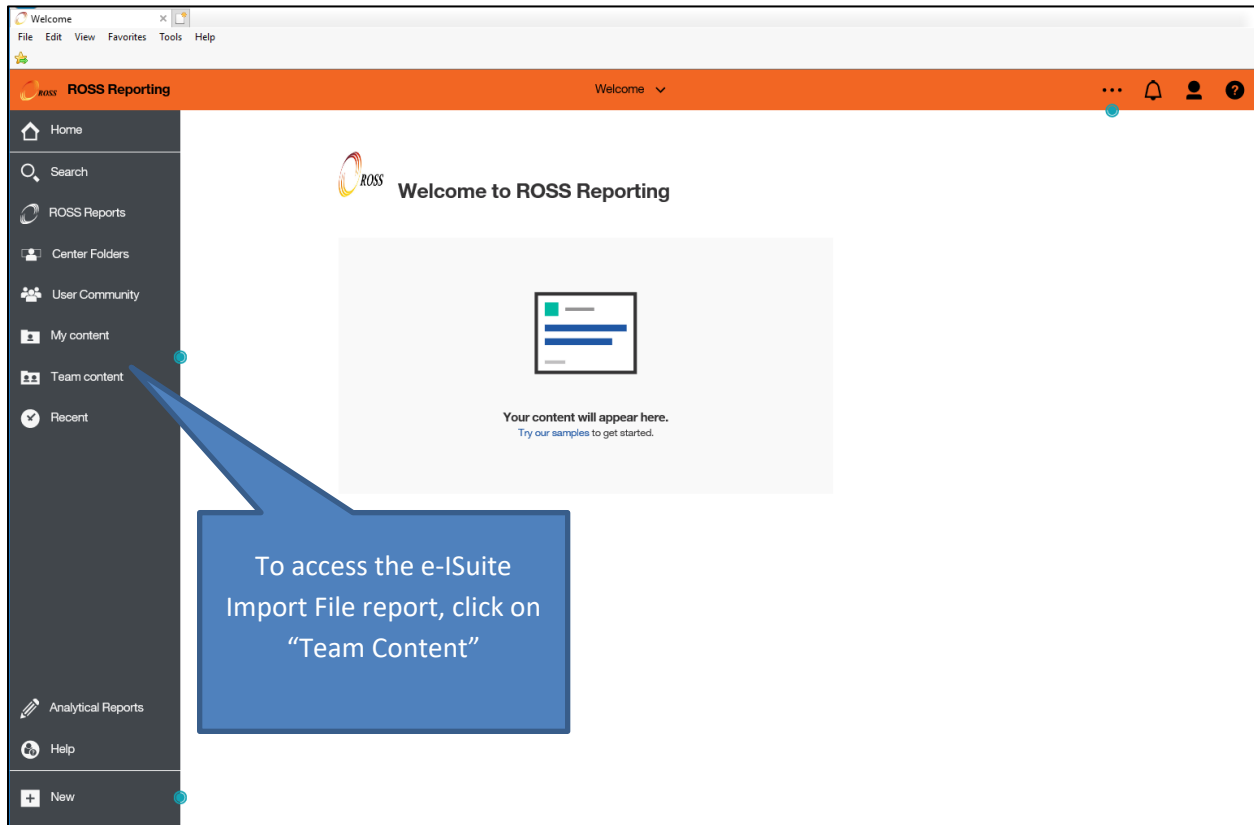 Welcome
File Edit View Favorites Tools Help
ROSS ROSS Reporting Welcome
Home
Search
ROSS Reports
Center Folders
User Community
My content
Team content
Recent
Analytical Reports
Help
New
ROSS Welcome to ROSS Reporting
Your content will appear here.
Try our samples to get started.
To access the e-ISuite
Import File report, click on
“Team Content”